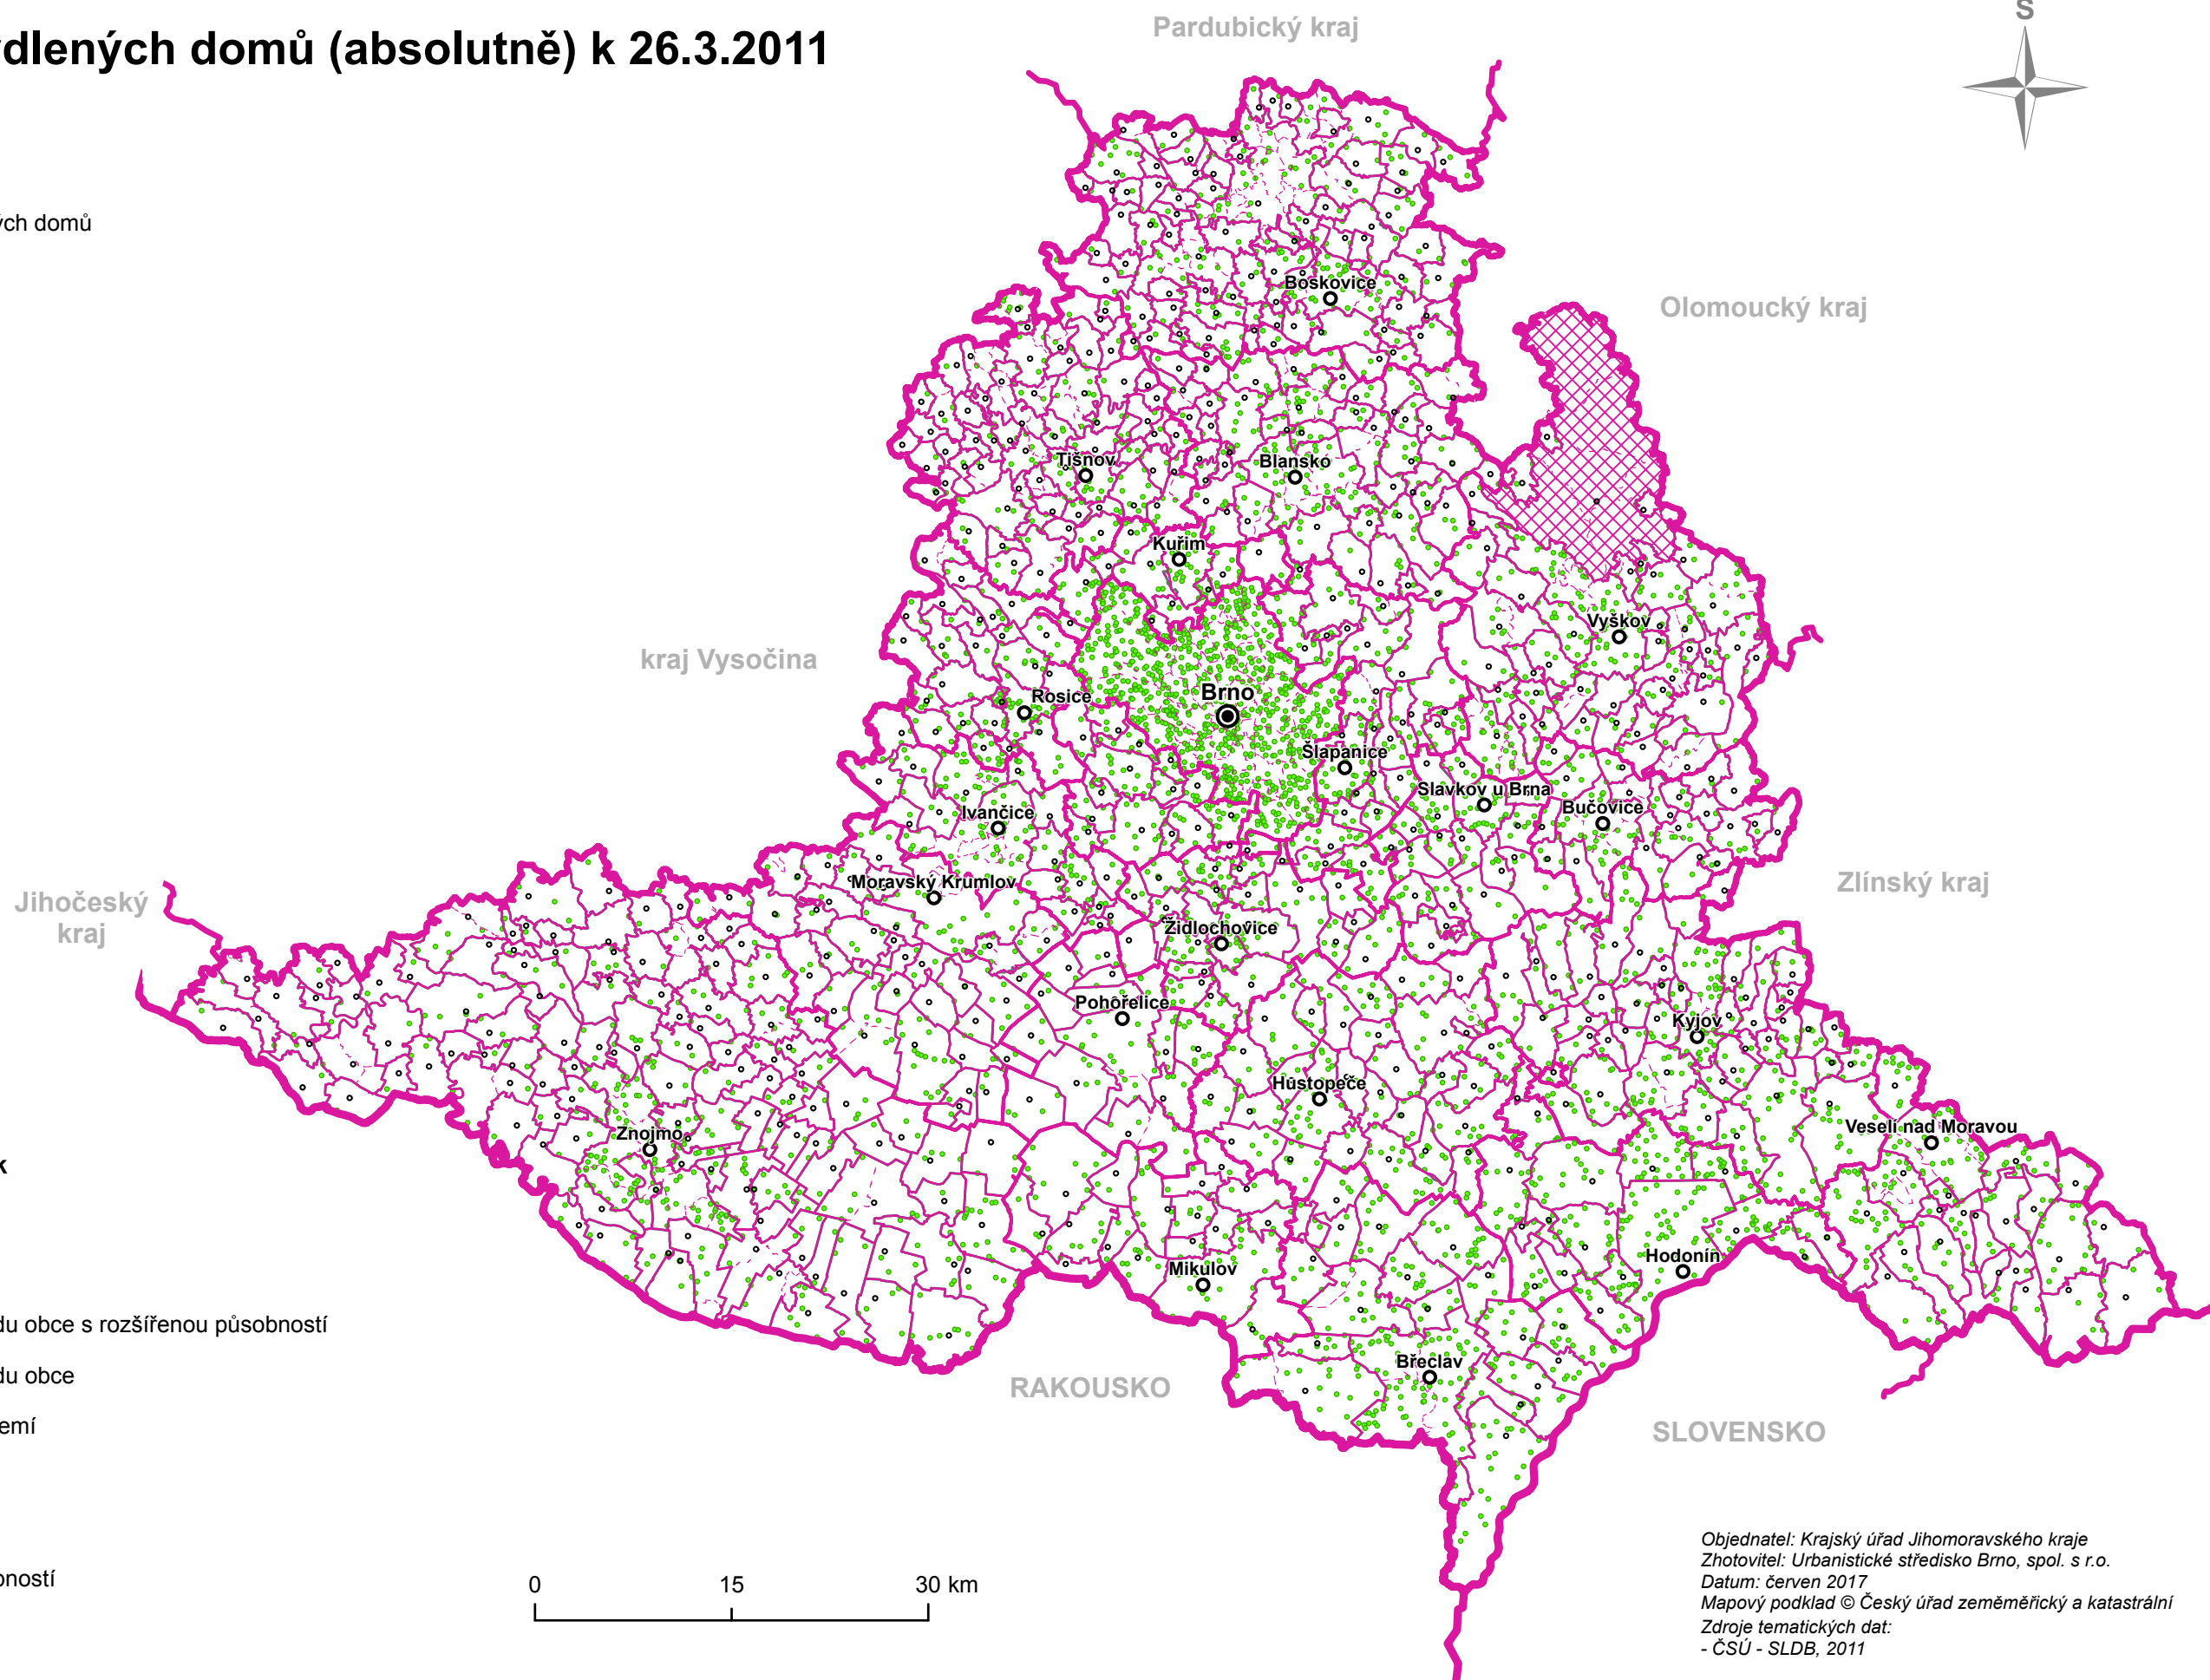 dlených domů (absolutně) k 26.3.2011
Pardubický kraj
S
ých domů
Boskovice
Olomoucký kraj
Tišnov
Blansko
Kuřim
Vyškov
kraj Vysočina
Rosice
Brno
Šlapanice
Slavkov u Brna
Bučovice
Ivančice
Moravský Krumlov
Zlínský kraj
Jihočeský
kraj
Židlochovice
Pohořelice
Kyjov
Hustopeče
Veselí nad Moravou
Znojmo
k
Hodonín
Mikulov
du obce s rozšířenou působností
Břeclav
du obce
RAKOUSKO
emí
SLOVENSKO
Objednatel: Krajský úřad Jihomoravského kraje
Zhotovitel: Urbanistické středisko Brno, spol. s r.o.
Datum: červen 2017
Mapový podklad © Český úřad zeměměřický a katastrální
Zdroje tematických dat:
- ČSÚ - SLDB, 2011
ností
0 15 30 km